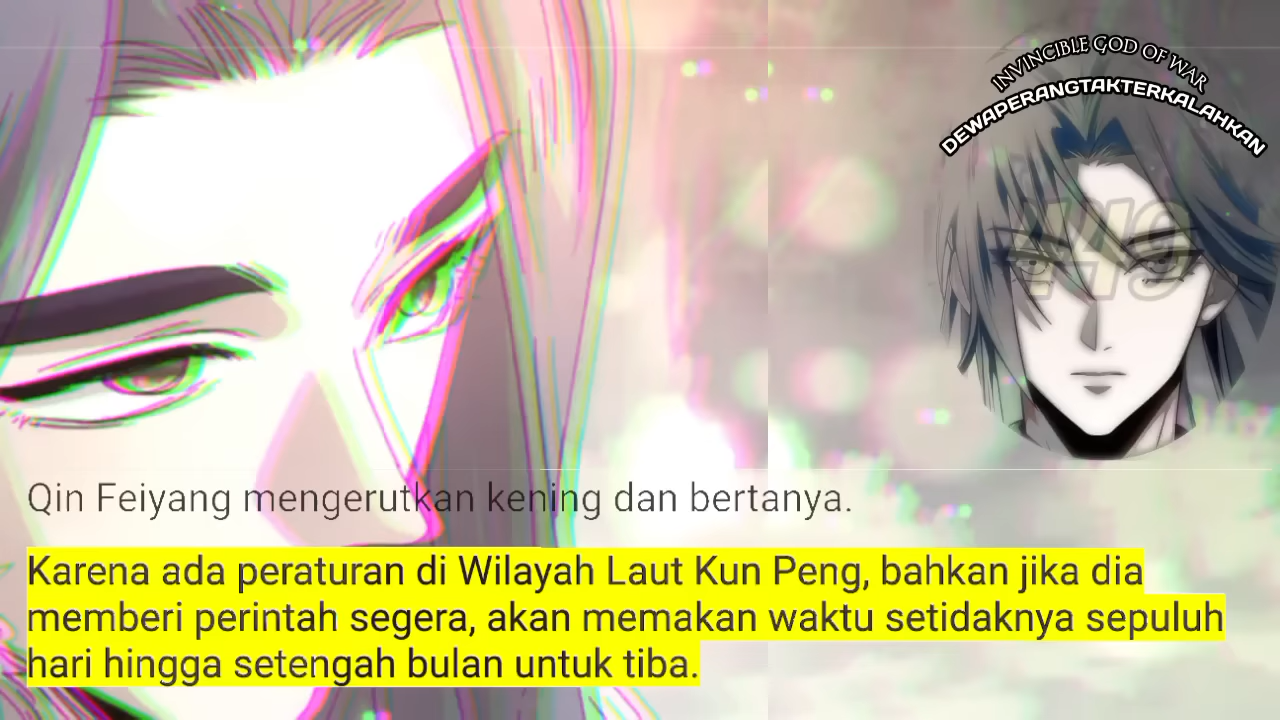 INVINCIBLE GOD OF WAR
DEWAPERANGTAKTERKALAHKAN
Qin Feiyang mengerutkan kening dan bertanya.
Karena ada peraturan di Wilayah Laut Kun Peng, bahkan jika dia
memberi perintah segera, akan memakan waktu setidaknya sepuluh
hari hingga setengah bulan untuk tiba.